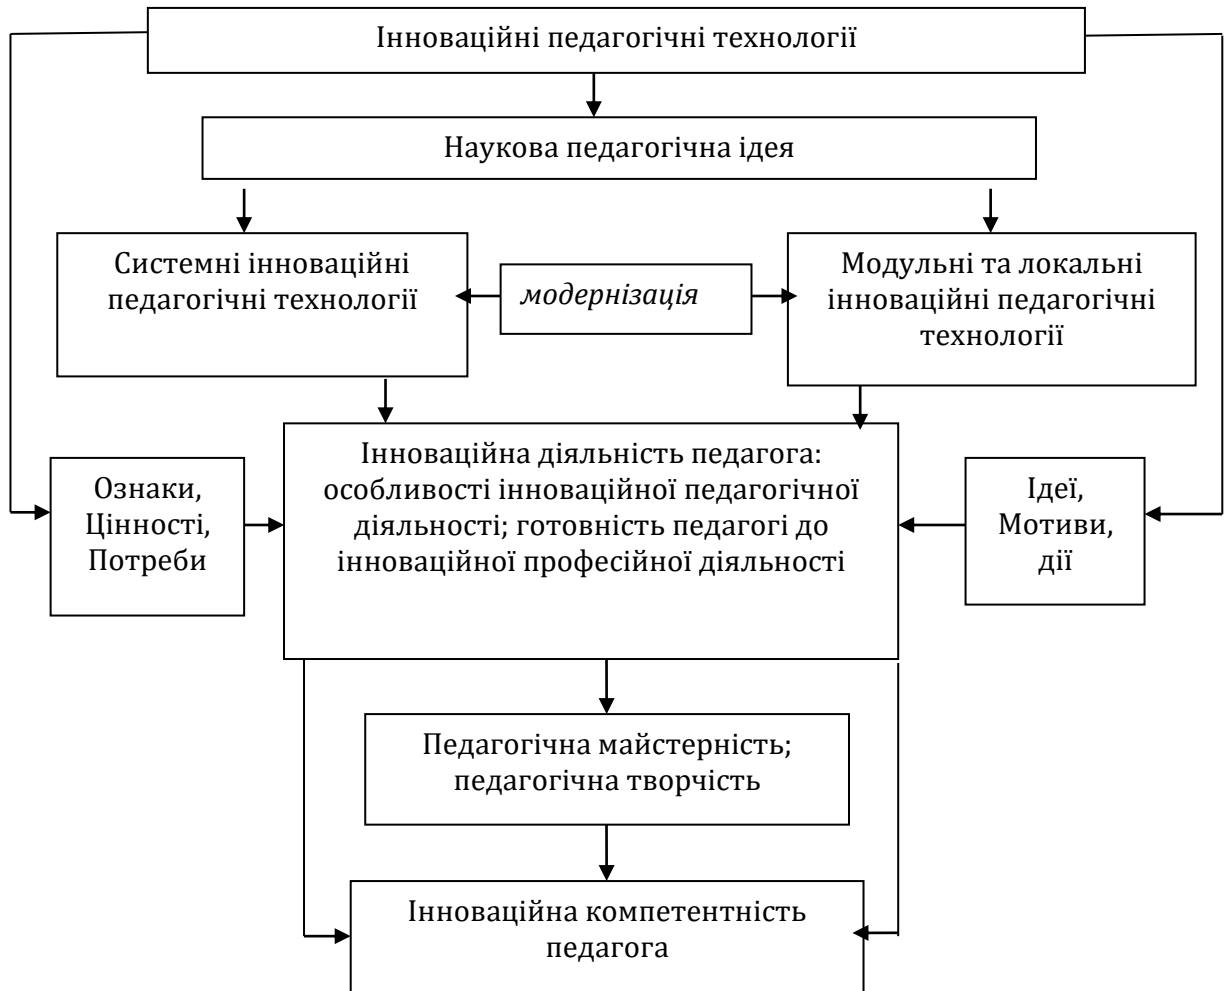 Інноваційні педагогічні технології
Наукова педагогічна ідея
Системні інноваційні
педагогічні технології
модернізація
Модульні та локальні
інноваційні педагогічні
технології
Ознаки,
Цінності,
Потреби
Інноваційна діяльність педагога:
особливості інноваційної педагогічної
діяльності; готовність педагогі до
інноваційної професійної діяльності
Ідеї,
Мотиви,
дії
Педагогічна майстерність;
педагогічна творчість
Інноваційна компетентність
педагога